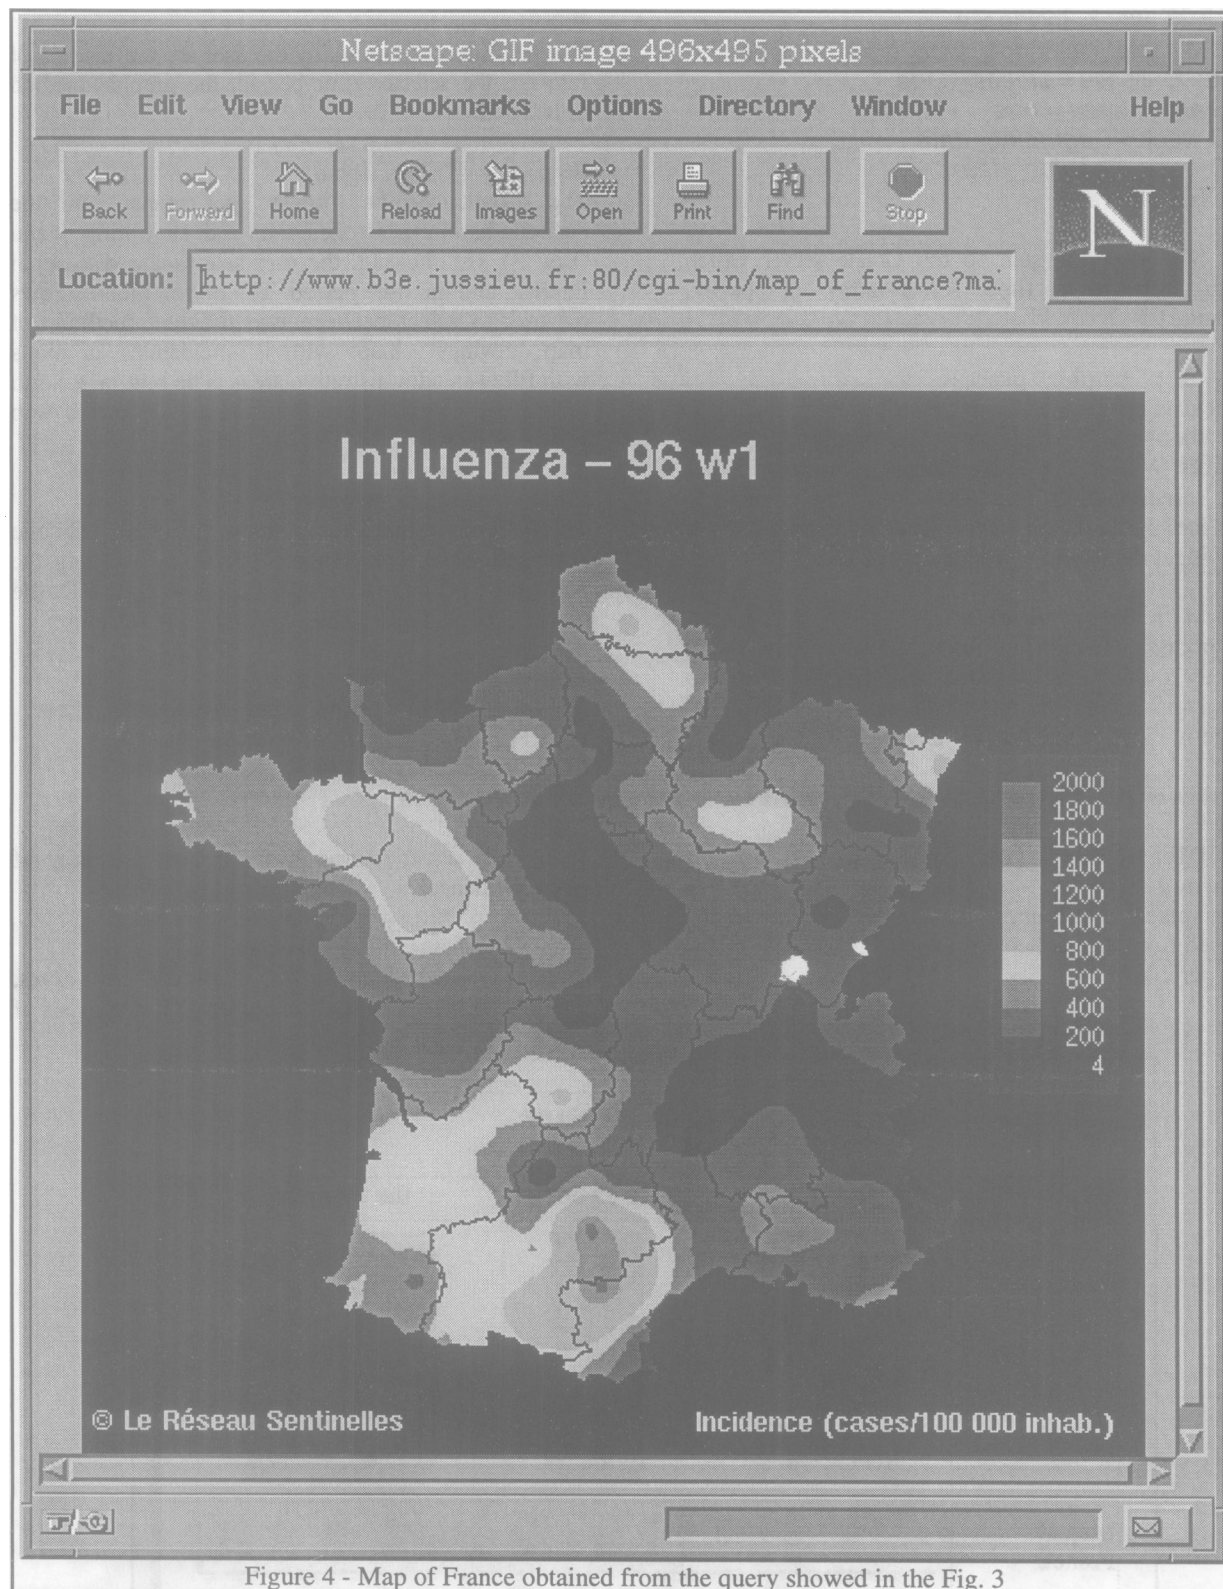 Netscape: GIF image 496x495 pixels
File Edit View Go Bookmarks Options Directory Window Help
Back Forward Home Reload Images Open Print Find Stop
N
Location: http://www.b3e.jussieu.fr:80/cgi-bin/map_of_france?ma
Influenza – 96 w1
2000
1800
1600
1400
1200
1000
800
600
400
200
4
© Le Réseau Sentinelles
Incidence (cases/100 000 inhab.)
Figure 4 - Map of France obtained from the query showed in the Fig. 3